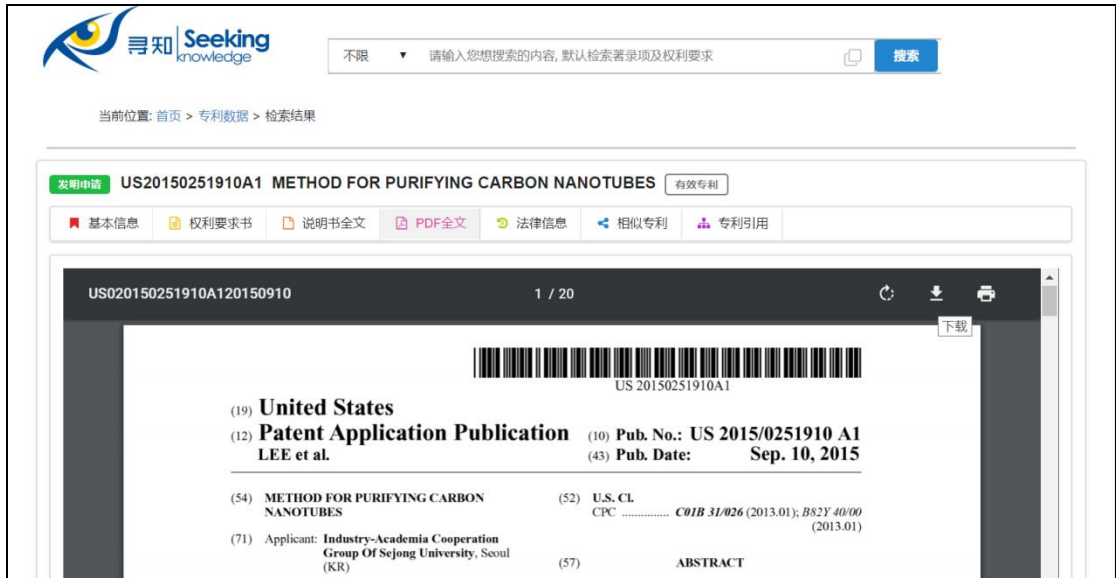 寻知 Seeking knowledge
不限 ▼ 请输入您想搜索的内容, 默认检索著录项及权利要求 搜索
当前位置: 首页 > 专利数据 > 检索结果
发明申请 US20150251910A1 METHOD FOR PURIFYING CARBON NANOTUBES 有效专利
基本信息 权利要求书 说明书全文 PDF全文 法律信息 相似专利 专利引用
US020150251910A120150910 1 / 20
下载
US 20150251910A1
(19) United States
(12) Patent Application Publication (10) Pub. No.: US 2015/0251910 A1
LEE et al. (43) Pub. Date: Sep. 10, 2015
(54) METHOD FOR PURIFYING CARBON NANOTUBES
(71) Applicant: Industry-Academia Cooperation
Group Of Sejong University, Seoul
(KR)
(52) U.S. Cl.
CPC ............... C01B 31/026 (2013.01); B82Y 40/00
(2013.01)
(57) ABSTRACT